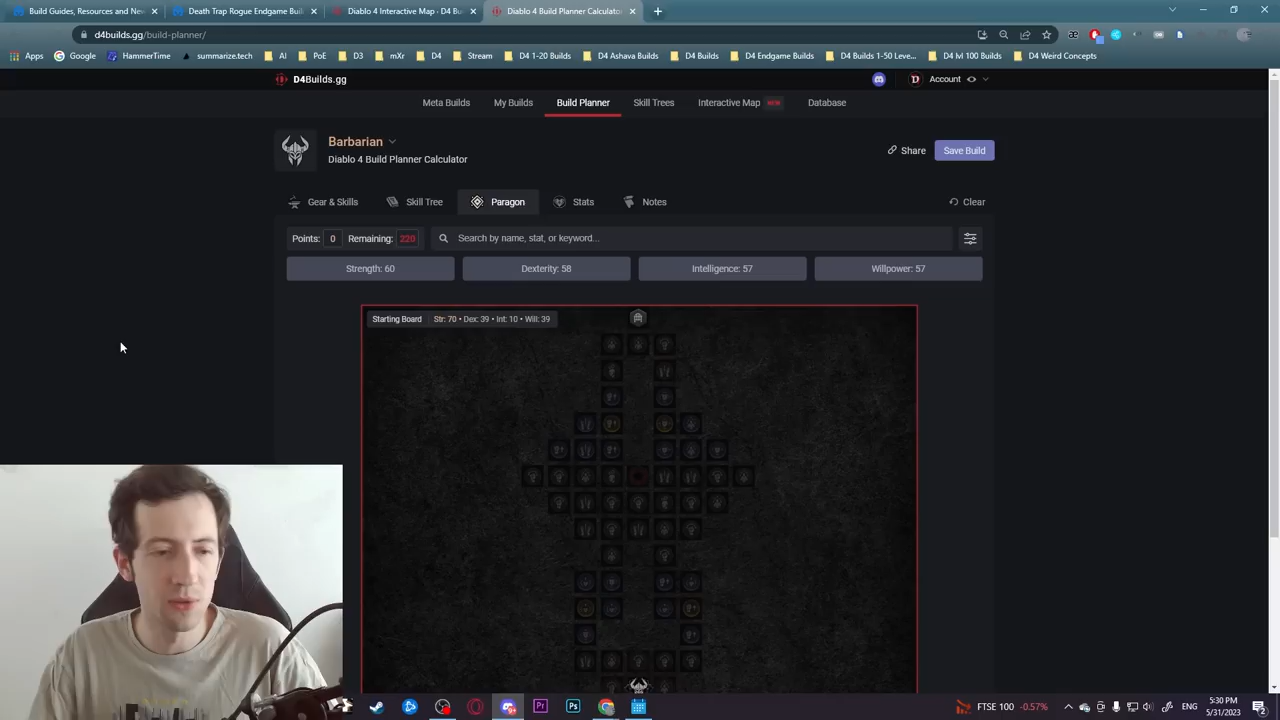 Build Guides, Resources and Nev
Death Trap Rogue Endgame Buil
Diablo 4 Interactive Map - D4 Bu
Diablo 4 Build Planner Calculator
d4builds.gg/build-planner/
Apps
Google
HammerTime
summarize.tech
AI
PoE
D3
mXr
D4
Stream
D4 1-20 Builds
D4 Ashava Builds
D4 Builds
D4 Endgame Builds
D4 Builds 1-50 Leve...
D4 lvl 100 Builds
D4 Weird Concepts
D4Builds.gg
Account
Meta Builds
My Builds
Build Planner
Skill Trees
Interactive Map NEW
Database
Barbarian
Diablo 4 Build Planner Calculator
Share
Save Build
Gear & Skills
Skill Tree
Paragon
Stats
Notes
Clear
Points: 0 Remaining: 220
Search by name, stat, or keyword...
Strength: 60
Dexterity: 58
Intelligence: 57
Willpower: 57
Starting Board Str: 70 • Dex: 39 • Int: 10 • Will: 39
FTSE 100 -0.57%
5:30 PM
5/31/2023